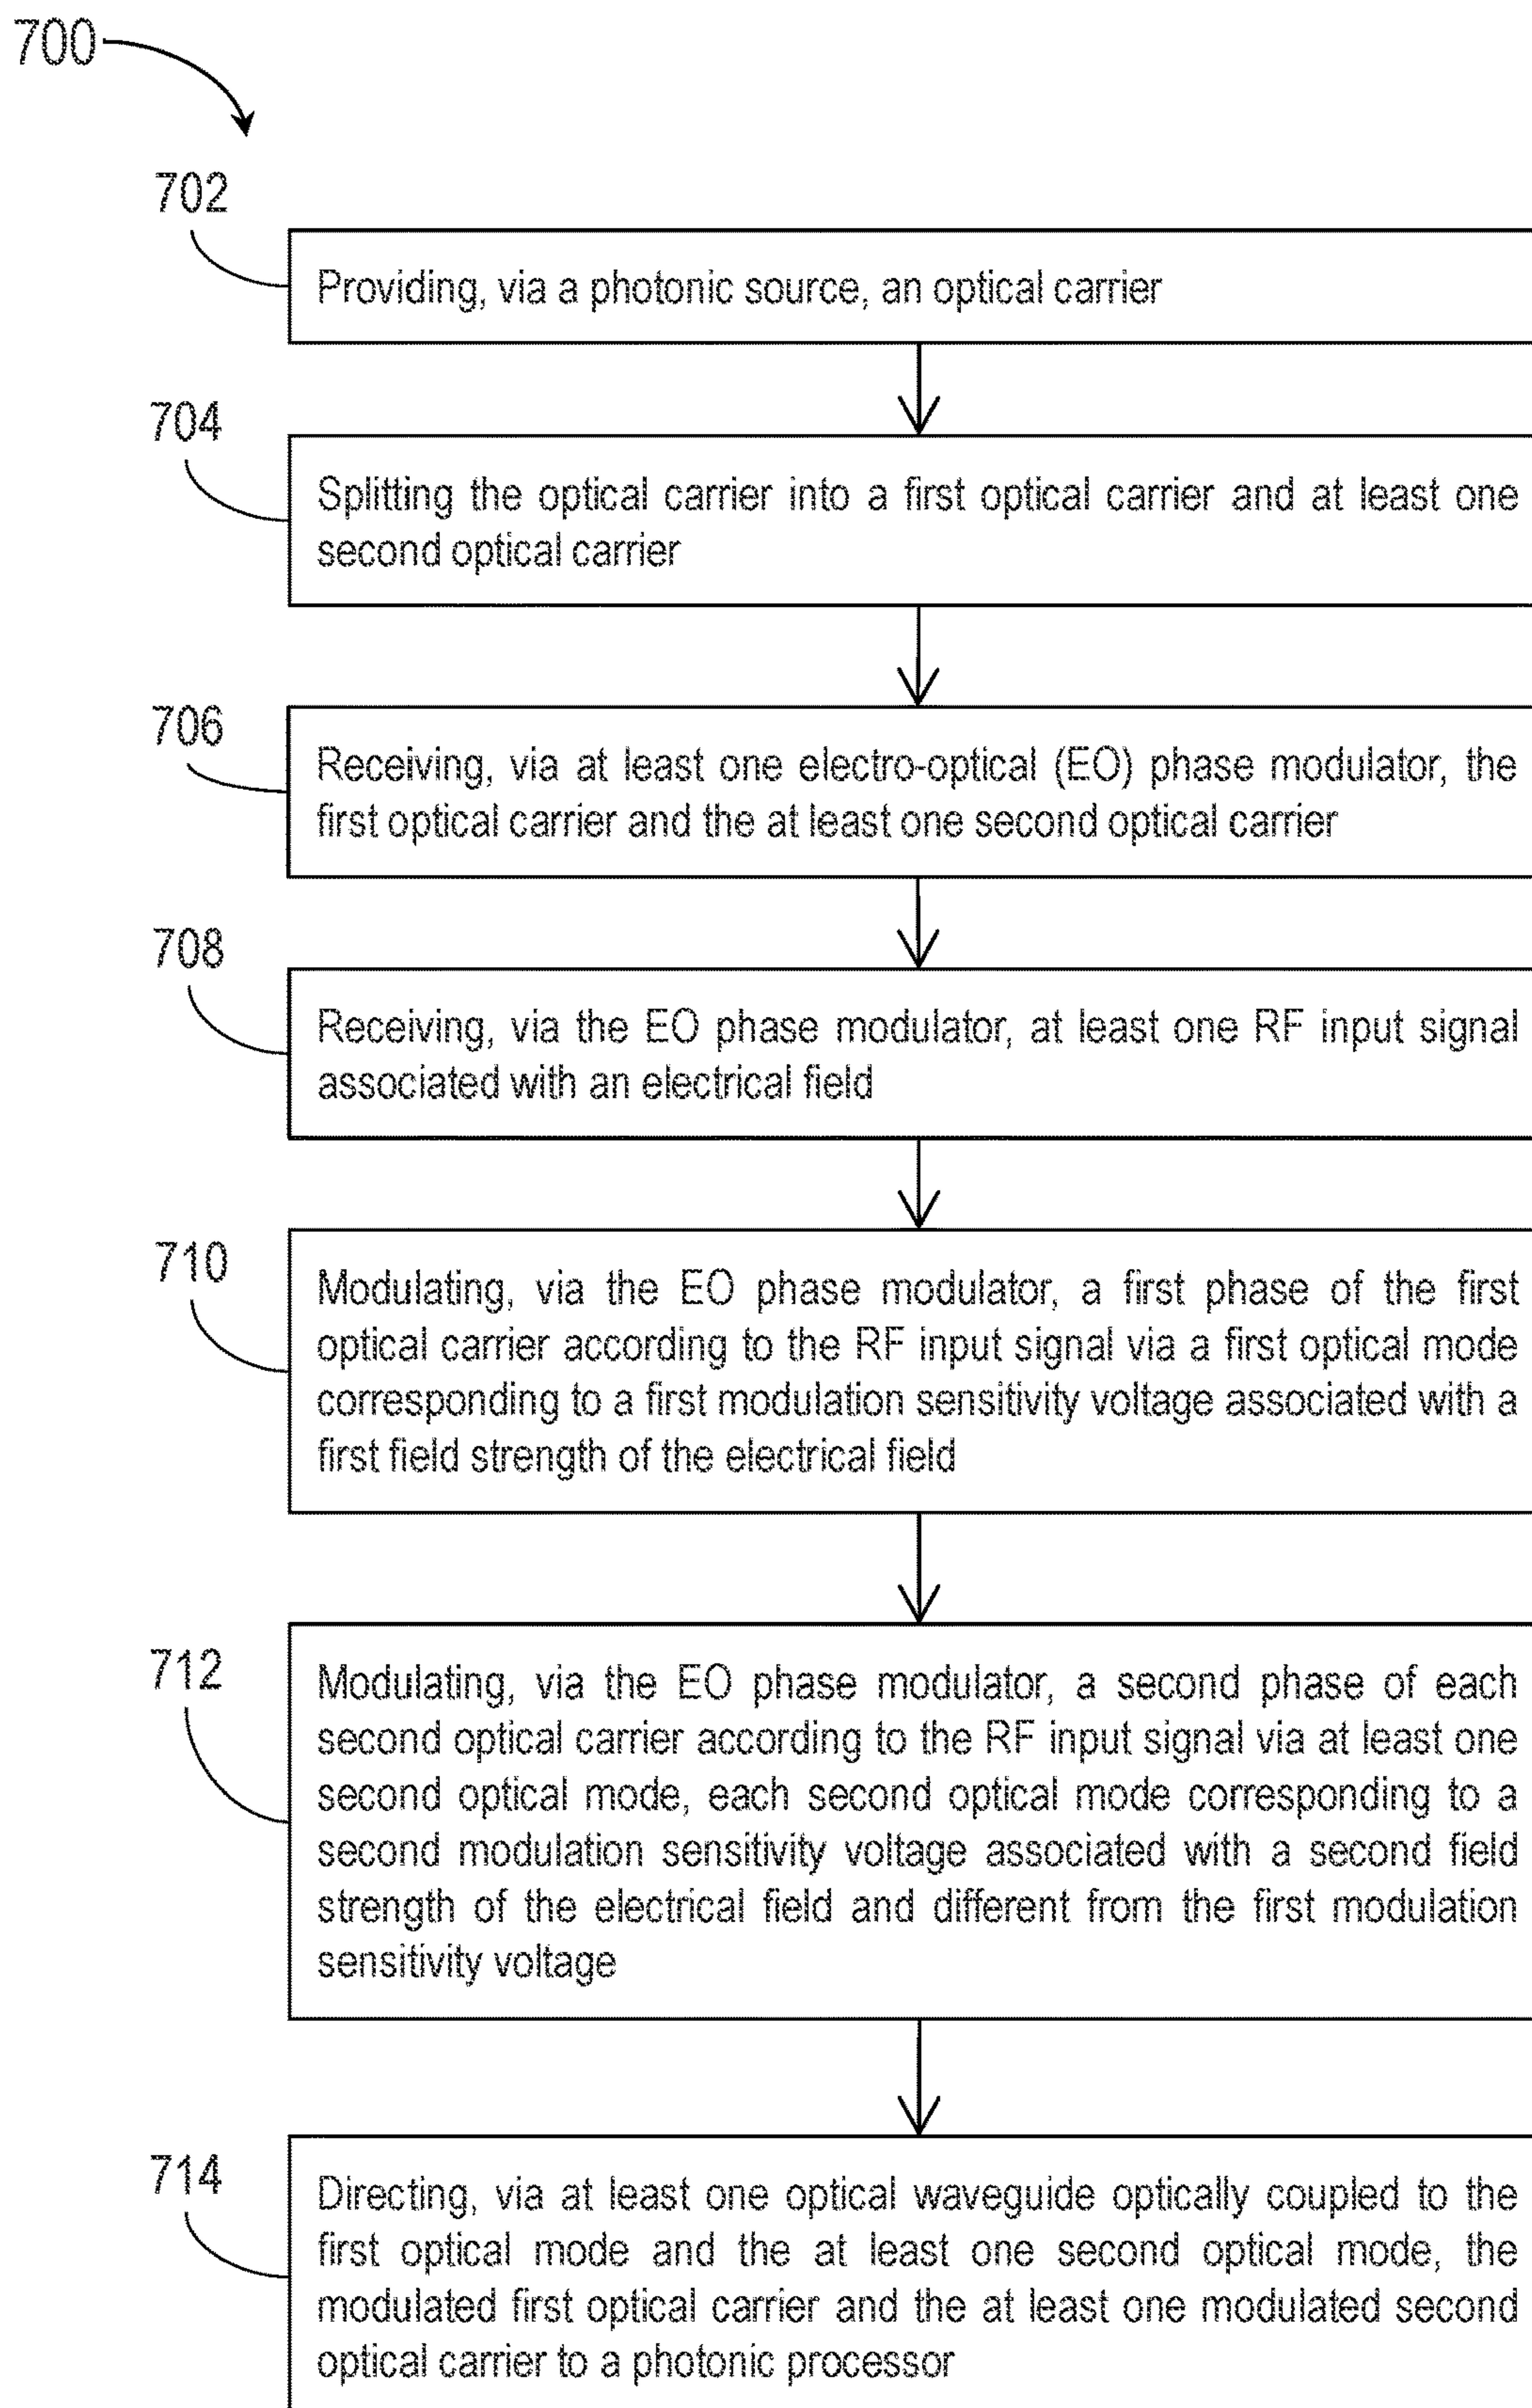 700
702
Providing, via a photonic source, an optical carrier
704
Splitting the optical carrier into a first optical carrier and at least one
second optical carrier
706
Receiving, via at least one electro-optical (EO) phase modulator, the
first optical carrier and the at least one second optical carrier
708
Receiving, via the EO phase modulator, at least one RF input signal
associated with an electrical field
710
Modulating, via the EO phase modulator, a first phase of the first
optical carrier according to the RF input signal via a first optical mode
corresponding to a first modulation sensitivity voltage associated with a
first field strength of the electrical field
712
Modulating, via the EO phase modulator, a second phase of each
second optical carrier according to the RF input signal via at least one
second optical mode, each second optical mode corresponding to a
second modulation sensitivity voltage associated with a second field
strength of the electrical field and different from the first modulation
sensitivity voltage
714
Directing, via at least one optical waveguide optically coupled to the
first optical mode and the at least one second optical mode, the
modulated first optical carrier and the at least one modulated second
optical carrier to a photonic processor